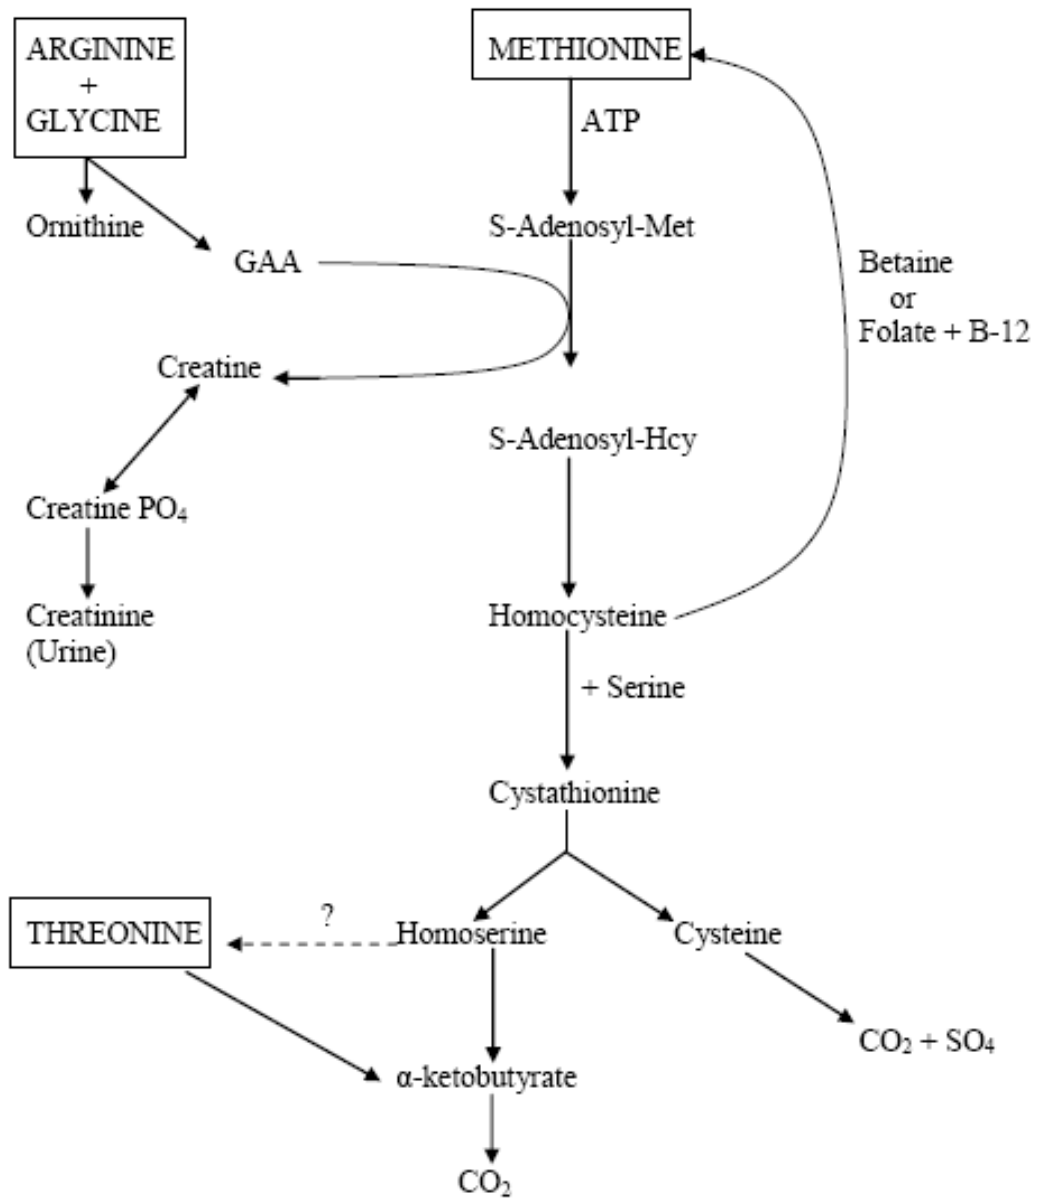 ARGININE
+
GLYCINE
METHIONINE
ATP
Ornithine
S-Adenosyl-Met
GAA
Betaine
or
Folate + B-12
Creatine
S-Adenosyl-Hcy
Creatine PO₄
Creatinine
(Urine)
Homocysteine
+ Serine
Cystathionine
THREONINE
?
Homoserine
Cysteine
CO₂ + SO₄
α-ketobutyrate
CO₂